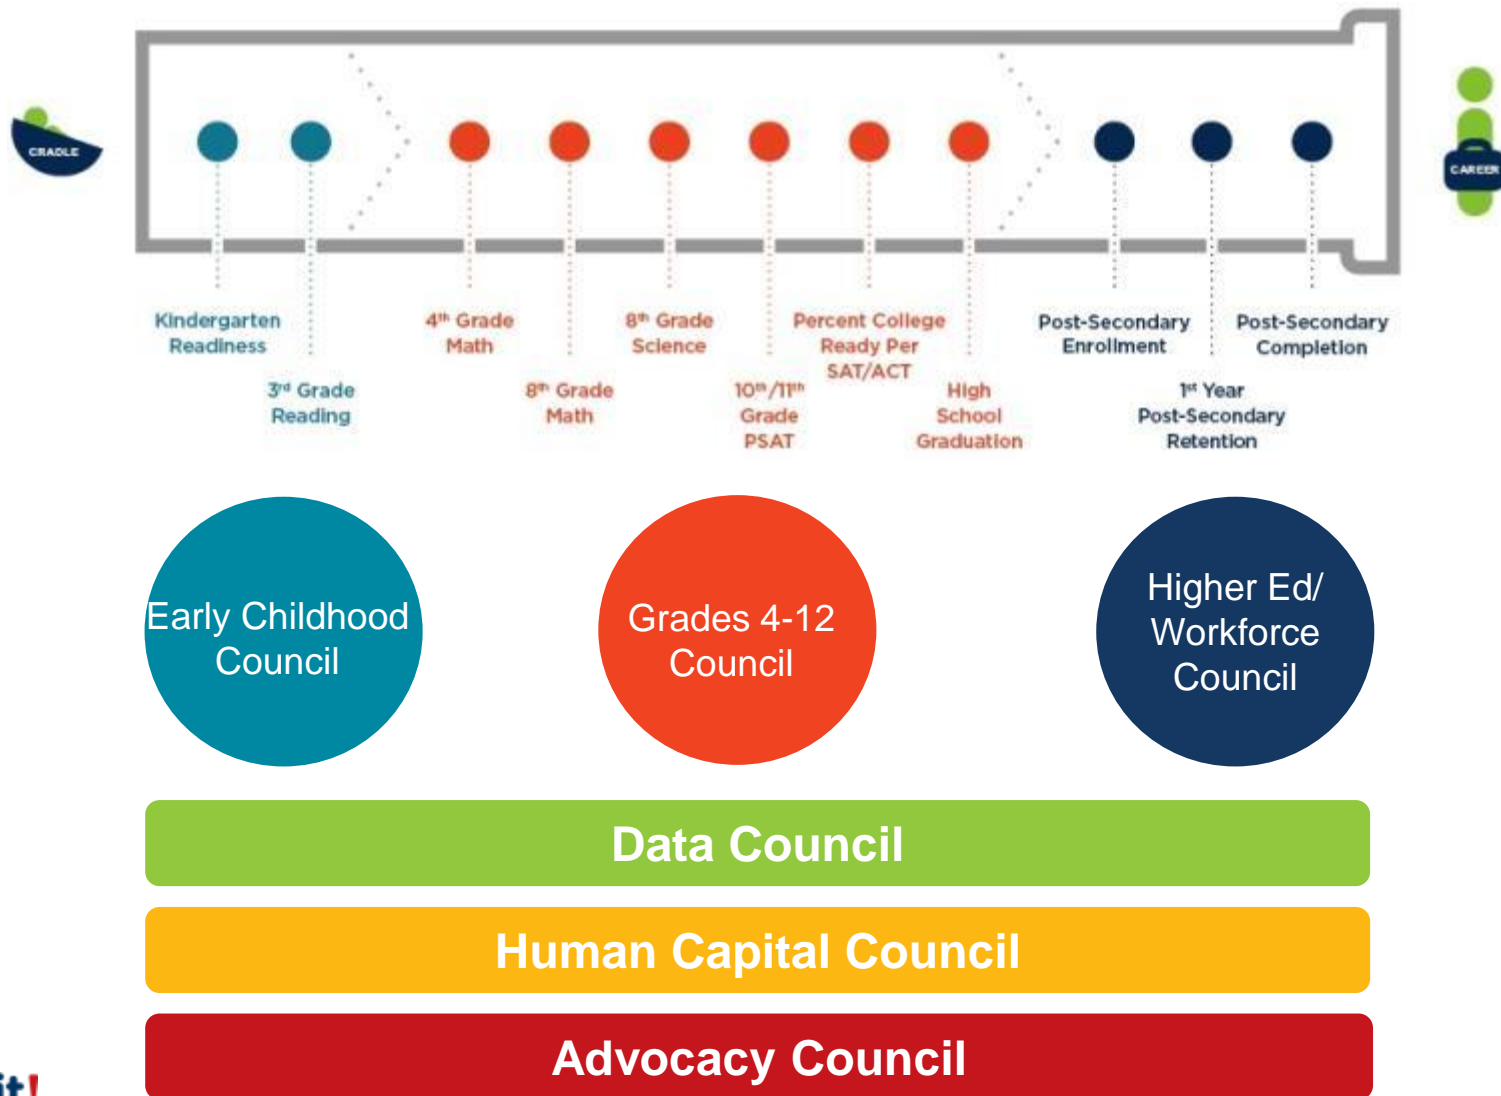 CRADLE
CAREER
Kindergarten
Readiness
3rd Grade
Reading
4th Grade
Math
8th Grade
Math
8th Grade
Science
10th/11th
Grade
PSAT
Percent College
Ready Per
SAT/ACT
High
School
Graduation
Post-Secondary
Enrollment
1st Year
Post-Secondary
Retention
Post-Secondary
Completion
Early Childhood
Council
Grades 4-12
Council
Higher Ed/
Workforce
Council
Data Council
Human Capital Council
Advocacy Council
it!